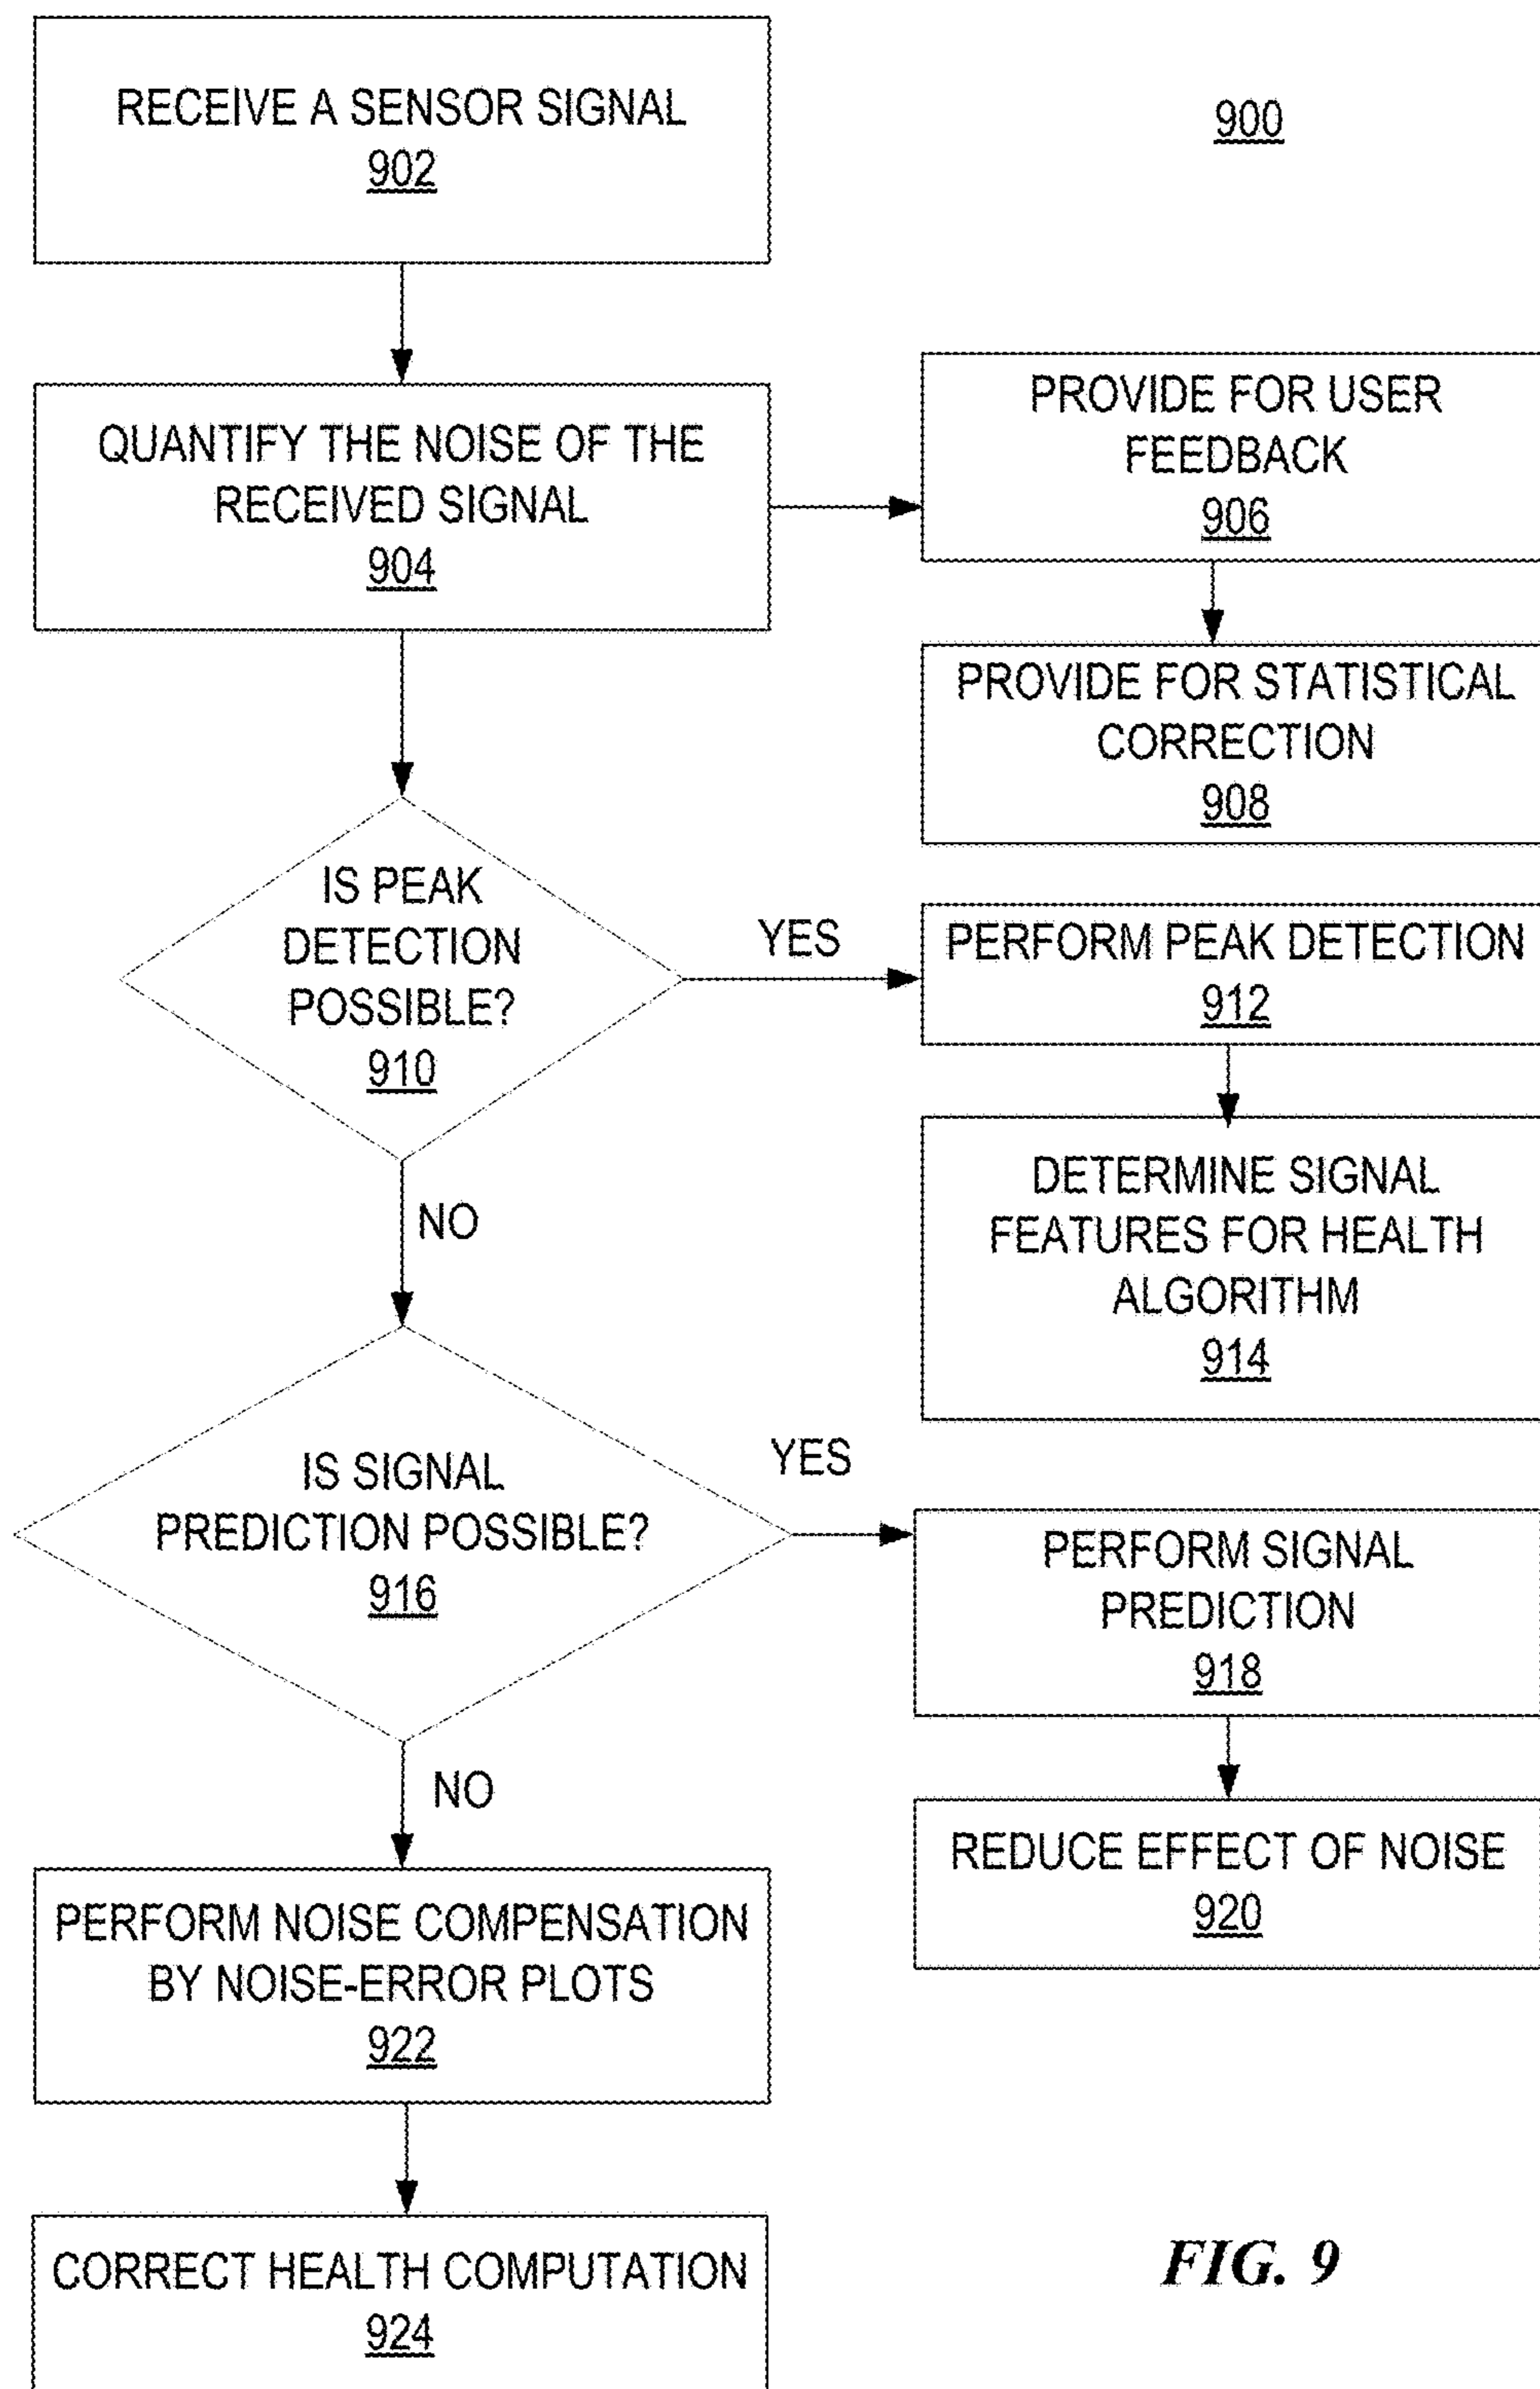 RECEIVE A SENSOR SIGNAL
902
900
QUANTIFY THE NOISE OF THE
RECEIVED SIGNAL
904
PROVIDE FOR USER
FEEDBACK
906
PROVIDE FOR STATISTICAL
CORRECTION
908
IS PEAK
DETECTION
POSSIBLE?
910
YES
PERFORM PEAK DETECTION
912
NO
DETERMINE SIGNAL
FEATURES FOR HEALTH
ALGORITHM
914
IS SIGNAL
PREDICTION POSSIBLE?
916
YES
PERFORM SIGNAL
PREDICTION
918
NO
REDUCE EFFECT OF NOISE
920
PERFORM NOISE COMPENSATION
BY NOISE-ERROR PLOTS
922
CORRECT HEALTH COMPUTATION
924
FIG. 9